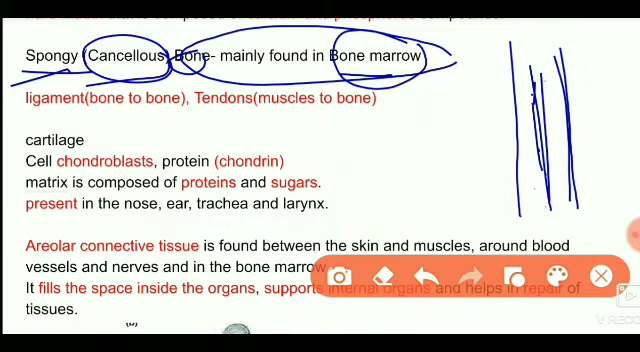 Spongy (Cancellous) Bone- mainly found in Bone marrow
ligament(bone to bone), Tendons(muscles to bone)
cartilage
Cell chondroblasts, protein (chondrin)
matrix is composed of proteins and sugars.
present in the nose, ear, trachea and larynx.
Areolar connective tissue is found between the skin and muscles, around blood
vessels and nerves and in the bone marrow
It fills the space inside the organs, supports internal organs and helps in repair of
tissues.